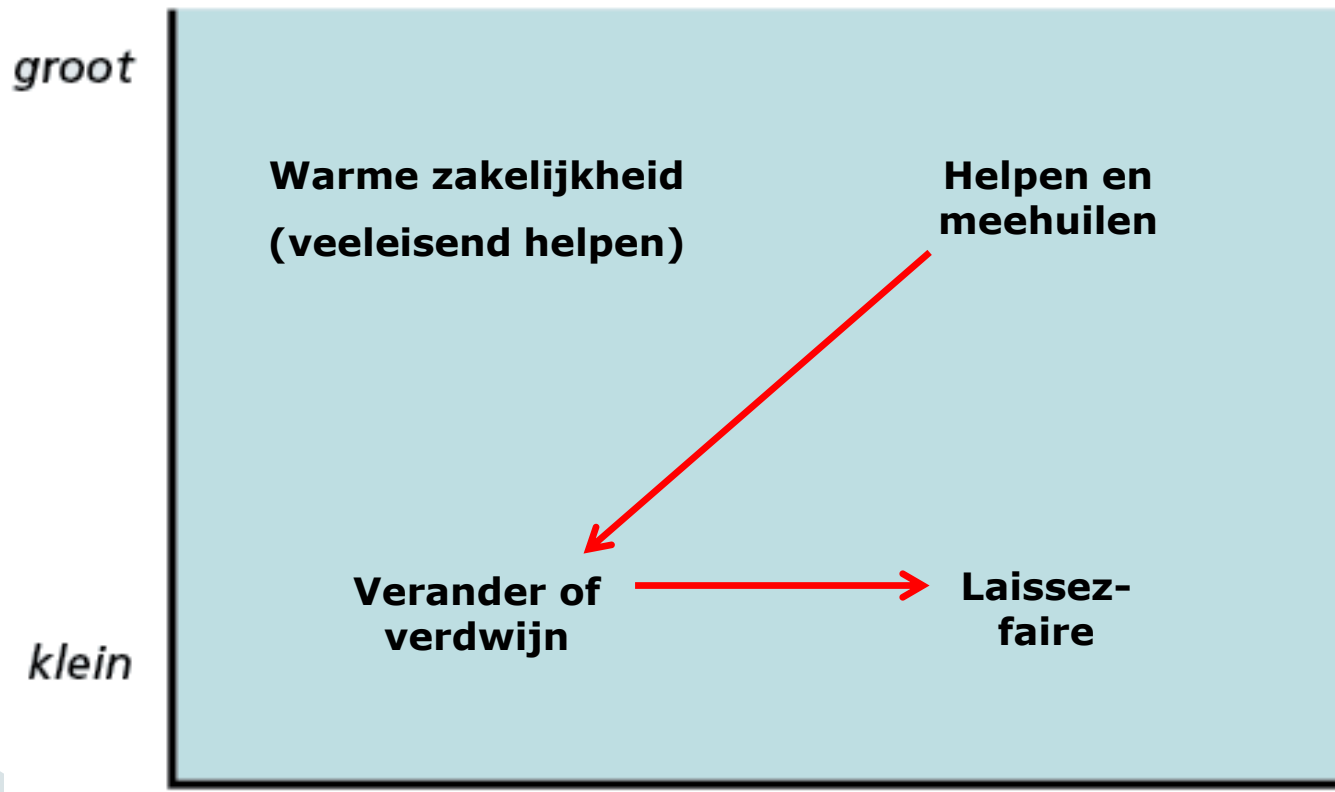 groot
Warme zakelijkheid
(veeleisend helpen)
Helpen en
meehuilen
Verander of
verdwijn
Laissez-
faire
klein